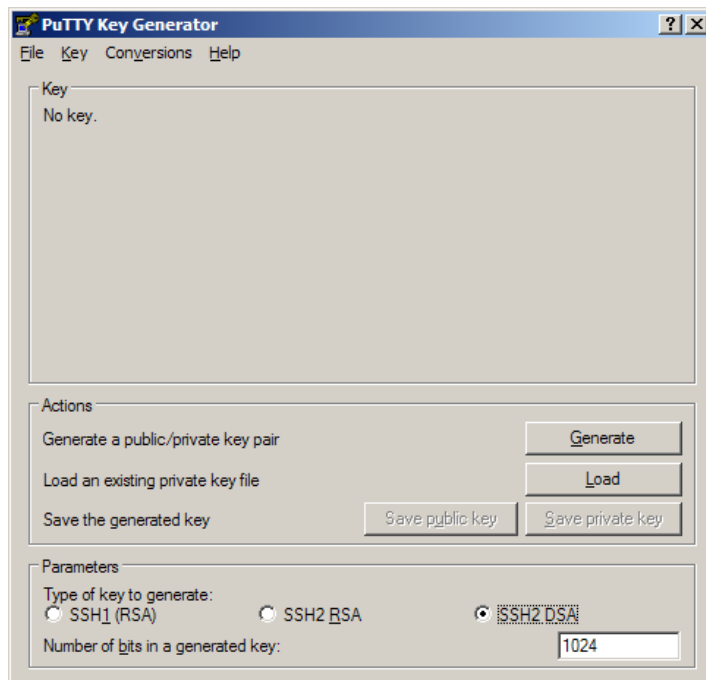 PuTTY Key Generator
File Key Conversions Help
Key
No key.
Actions
Generate a public/private key pair Generate
Load an existing private key file Load
Save the generated key Save public key Save private key
Parameters
Type of key to generate:
SSH1 (RSA) SSH2 RSA SSH2 DSA
Number of bits in a generated key: 1024